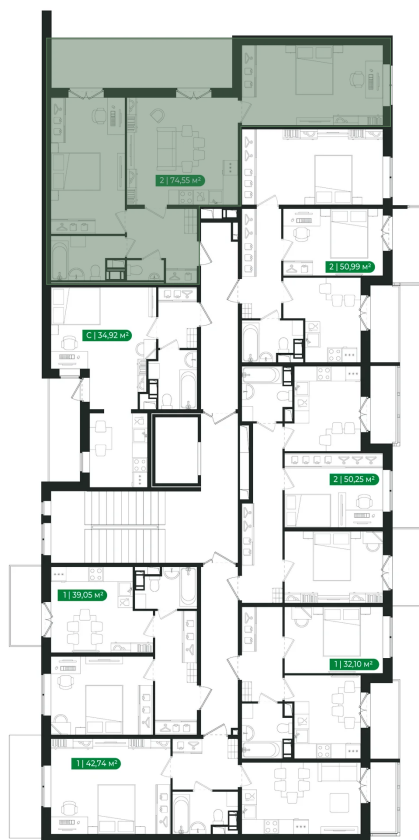 2 | 74,55 м²
2 | 50,99 м²
С | 34,92 м²
2 | 50,25 м²
1 | 39,05 м²
1 | 32,10 м²
1 | 42,74 м²